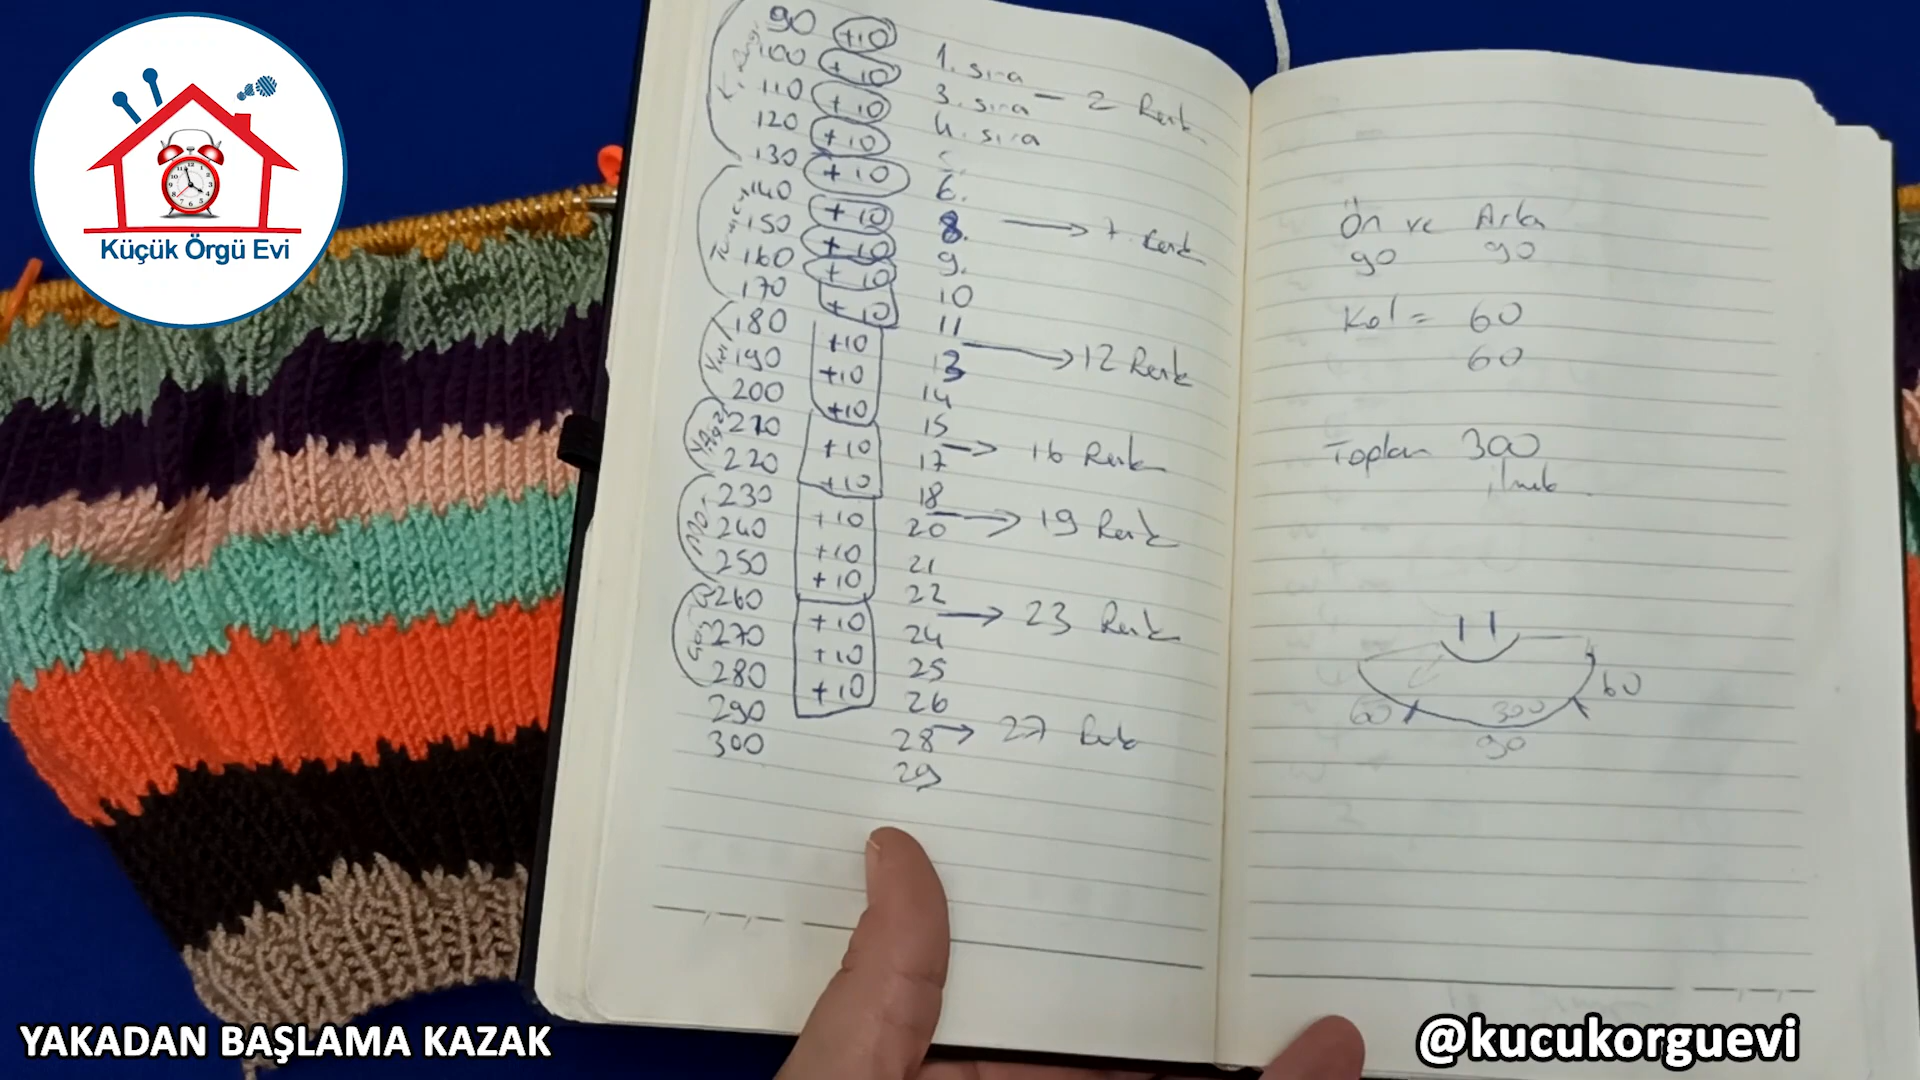 Küçük Örgü Evi
90 +10 1. sıra
100 +10 3. sıra — 2 Renk
110 +10 4. sıra
120 +10
130 +10 6.
140 +10 8. → 7. Renk
150 +10 9.
160 +10 10
170 +10 11
180 +10 13 → 12 Renk
190 +10 14
200 +10 15
210 +10 17 → 16 Renk
220 +10 18
230 +10 20 → 19 Renk
240 +10 21
250 +10 22
260 +10 24 → 23 Renk
270 +10 25
280 +10 26
290 28 → 27 Renk
300 29
Ön ve Arka
90 90
Kol = 60
60
Toplam 300
ilmek
60
60 300
90
YAKADAN BAŞLAMA KAZAK
@kucukorguevi